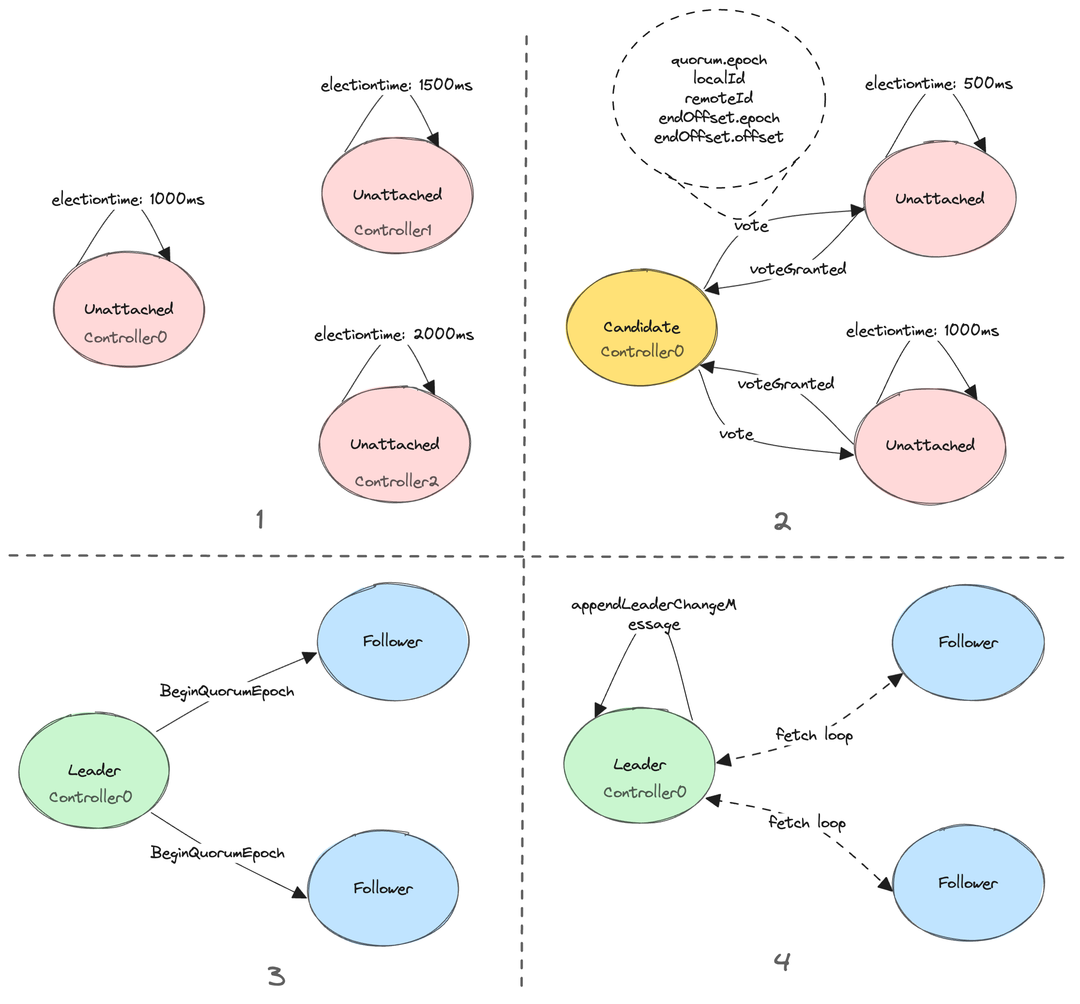 electiontime: 1500ms
Unattached
Controller1
electiontime: 1000ms
Unattached
Controller0
electiontime: 2000ms
Unattached
Controller2
1
quorum.epoch
localId
remoteId
endOffset.epoch
endOffset.offset
electiontime: 500ms
Unattached
vote
voteGranted
Candidate
Controller0
electiontime: 1000ms
voteGranted
vote
Unattached
2
Follower
BeginQuorumEpoch
Leader
Controller0
BeginQuorumEpoch
Follower
3
appendLeaderChangeM
essage
Follower
fetch loop
Leader
Controller0
fetch loop
Follower
4